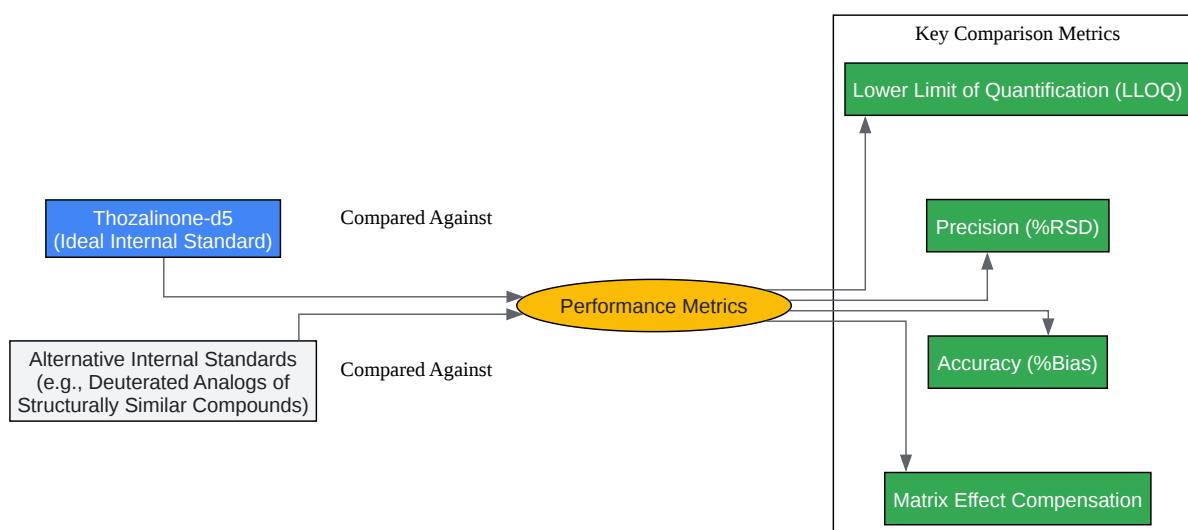 Key Comparison Metrics
Lower Limit of Quantification (LLOQ)
Thozalinone-d5
(Ideal Internal Standard)
Compared Against
Precision (%RSD)
Performance Metrics
Alternative Internal Standards
(e.g., Deuterated Analogs of
Structurally Similar Compounds)
Compared Against
Accuracy (%Bias)
Matrix Effect Compensation